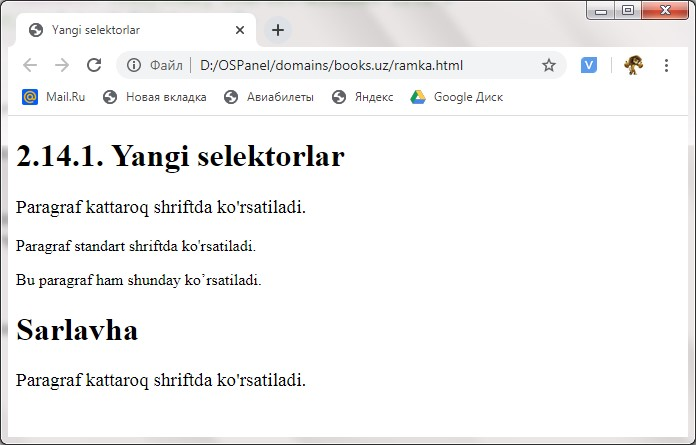 Yangi selektorlar
Файл D:/OSPanel/domains/books.uz/ramka.html
Mail.Ru Новая вкладка Авиабилеты Яндекс Google Диск
2.14.1. Yangi selektorlar
Paragraf kattaroq shriftda ko'rsatiladi.
Paragraf standart shriftda ko'rsatiladi.
Bu paragraf ham shunday ko’rsatiladi.
Sarlavha
Paragraf kattaroq shriftda ko'rsatiladi.